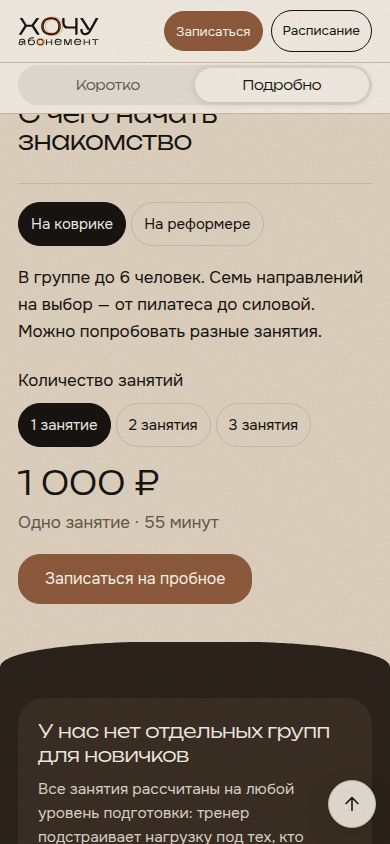 ХОЧУ
абонемент
Записаться
Расписание
Коротко
Подробно
С чего начать
знакомство
На коврике
На реформере
В группе до 6 человек. Семь направлений
на выбор — от пилатеса до силовой.
Можно попробовать разные занятия.
Количество занятий
1 занятие
2 занятия
3 занятия
1 000 ₽
Одно занятие · 55 минут
Записаться на пробное
У нас нет отдельных групп
для новичков
Все занятия рассчитаны на любой
уровень подготовки: тренер
подстраивает нагрузку под тех, кто